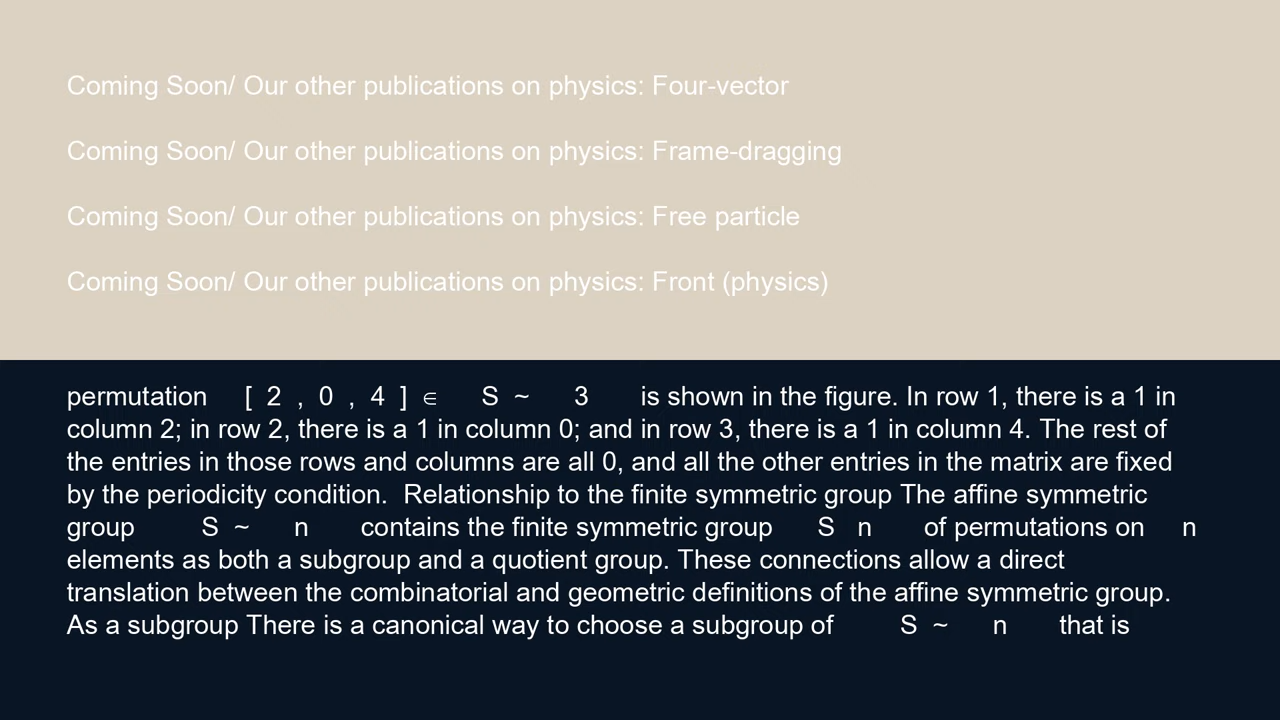 Coming Soon/ Our other publications on physics: Four-vector
Coming Soon/ Our other publications on physics: Frame-dragging
Coming Soon/ Our other publications on physics: Free particle
Coming Soon/ Our other publications on physics: Front (physics)
permutation [ 2 , 0 , 4 ] ∈ S ~ 3 is shown in the figure. In row 1, there is a 1 in
column 2; in row 2, there is a 1 in column 0; and in row 3, there is a 1 in column 4. The rest of
the entries in those rows and columns are all 0, and all the other entries in the matrix are fixed
by the periodicity condition. Relationship to the finite symmetric group The affine symmetric
group S ~ n contains the finite symmetric group S n of permutations on n
elements as both a subgroup and a quotient group. These connections allow a direct
translation between the combinatorial and geometric definitions of the affine symmetric group.
As a subgroup There is a canonical way to choose a subgroup of S ~ n that is